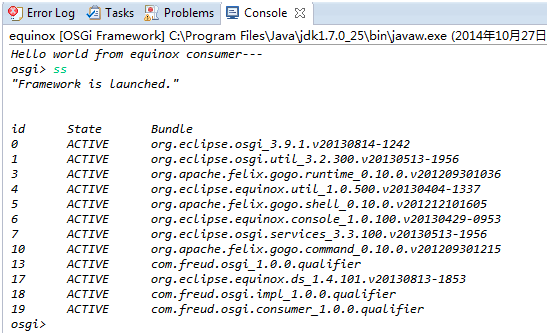 Error Log Tasks Problems Console
equinox [OSGi Framework] C:\Program Files\Java\jdk1.7.0_25\bin\javaw.exe (2014年10月27日
Hello world from equinox consumer---
osgi> ss
"Framework is launched."
id State Bundle
0 ACTIVE org.eclipse.osgi_3.9.1.v20130814-1242
1 ACTIVE org.eclipse.osgi.util_3.2.300.v20130513-1956
3 ACTIVE org.apache.felix.gogo.runtime_0.10.0.v201209301036
4 ACTIVE org.eclipse.equinox.util_1.0.500.v20130404-1337
5 ACTIVE org.apache.felix.gogo.shell_0.10.0.v201212101605
6 ACTIVE org.eclipse.equinox.console_1.0.100.v20130429-0953
7 ACTIVE org.eclipse.osgi.services_3.3.100.v20130513-1956
10 ACTIVE org.apache.felix.gogo.command_0.10.0.v201209301215
13 ACTIVE com.freud.osgi_1.0.0.qualifier
17 ACTIVE org.eclipse.equinox.ds_1.4.101.v20130813-1853
18 ACTIVE com.freud.osgi.impl_1.0.0.qualifier
19 ACTIVE com.freud.osgi.consumer_1.0.0.qualifier
osgi>